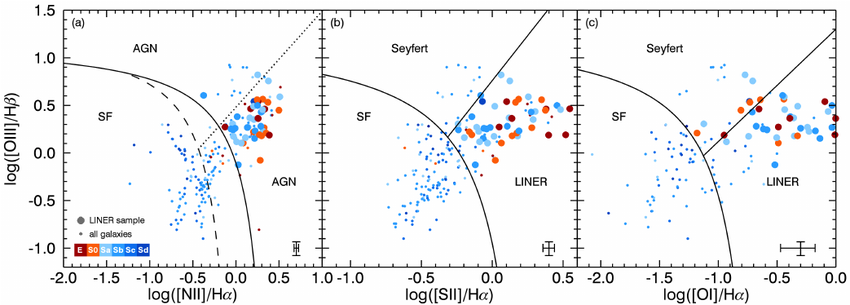 (a)
(b)
(c)
AGN
Seyfert
Seyfert
SF
SF
SF
AGN
LINER
LINER
LINER sample
all galaxies
E S0 Sa Sb Sc Sd
log([OIII]/Hβ)
1.5
1.0
0.5
0.0
-0.5
-1.0
-2.0 -1.5 -1.0 -0.5 0.0 0.5 1.0
-1.0 -0.5 0.0 0.5
-2.0 -1.5 -1.0 -0.5 0.0
log([NII]/Hα)
log([SII]/Hα)
log([OI]/Hα)